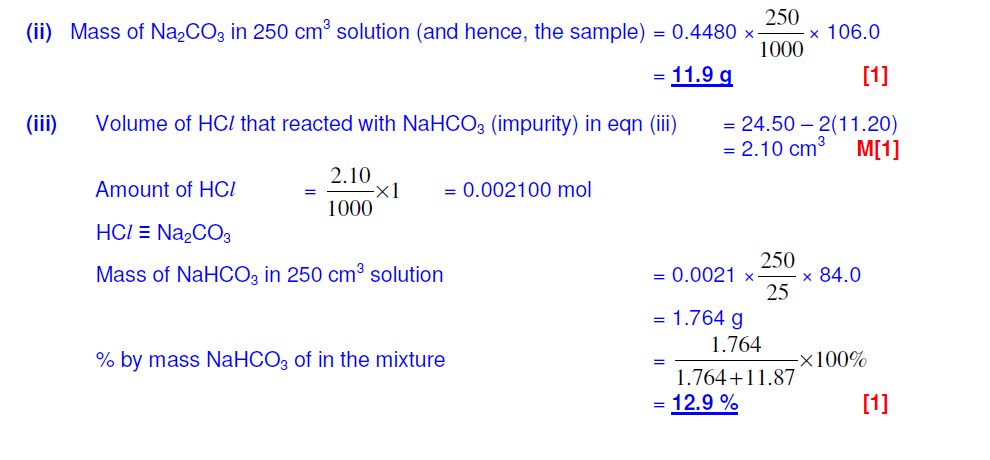 (ii) Mass of Na₂CO₃ in 250 cm³ solution (and hence, the sample) = 0.4480 × 250/1000 × 106.0
= 11.9 g [1]
(iii) Volume of HCl that reacted with NaHCO₃ (impurity) in eqn (iii) = 24.50 – 2(11.20)
= 2.10 cm³ M[1]
Amount of HCl = 2.10/1000 ×1 = 0.002100 mol
HCl ≡ Na₂CO₃
Mass of NaHCO₃ in 250 cm³ solution = 0.0021 × 250/25 × 84.0
= 1.764 g
% by mass NaHCO₃ of in the mixture = 1.764/1.764+11.87 ×100%
= 12.9 % [1]